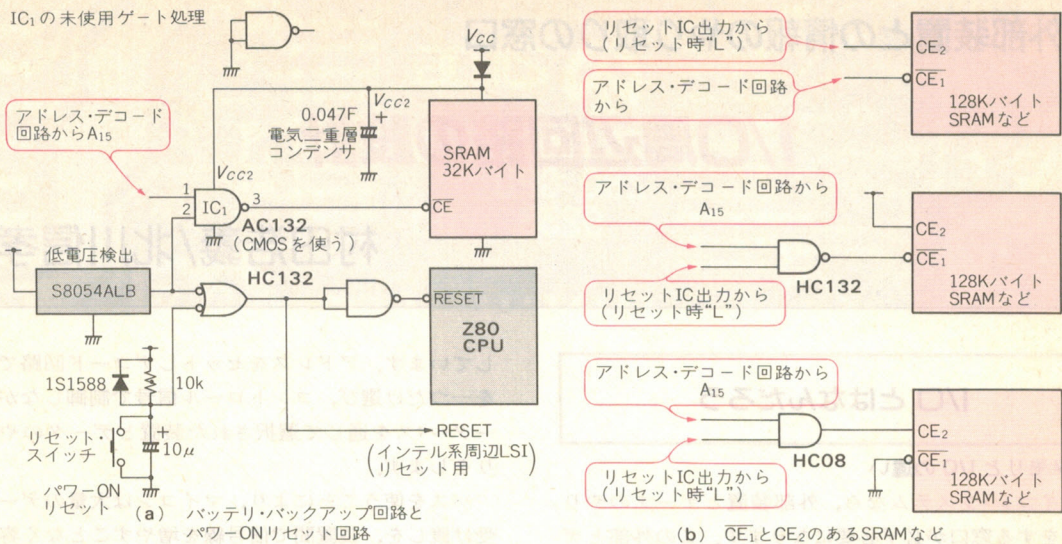 IC₁の未使用ゲート処理
V_CC
アドレス・デコード
回路からA₁₅
V_CC2
0.047F
電気二重層
コンデンサ
V_CC2
+
SRAM
32Kバイト
1
2
IC₁
3
C̅E̅
AC132
(CMOSを使う)
低電圧検出
HC132
S8054ALB
R̅E̅S̅E̅T̅
Z80
CPU
1S1588
10k
リセット・
スイッチ
+
10μ
RESET
(インテル系周辺LSI
リセット用)
パワーON
リセット
(a) バッテリ・バックアップ回路と
パワーONリセット回路
リセットIC出力から
(リセット時“L”)
アドレス・デコード回路
から
CE₂
C̅E̅₁
128Kバイト
SRAMなど
アドレス・デコード回路から
A₁₅
リセットIC出力から
(リセット時“L”)
HC132
CE₂
C̅E̅₁
128Kバイト
SRAMなど
アドレス・デコード回路から
A₁₅
リセットIC出力から
(リセット時“L”)
HC08
CE₂
C̅E̅₁
128Kバイト
SRAMなど
(b) C̅E̅₁とCE₂のあるSRAMなど